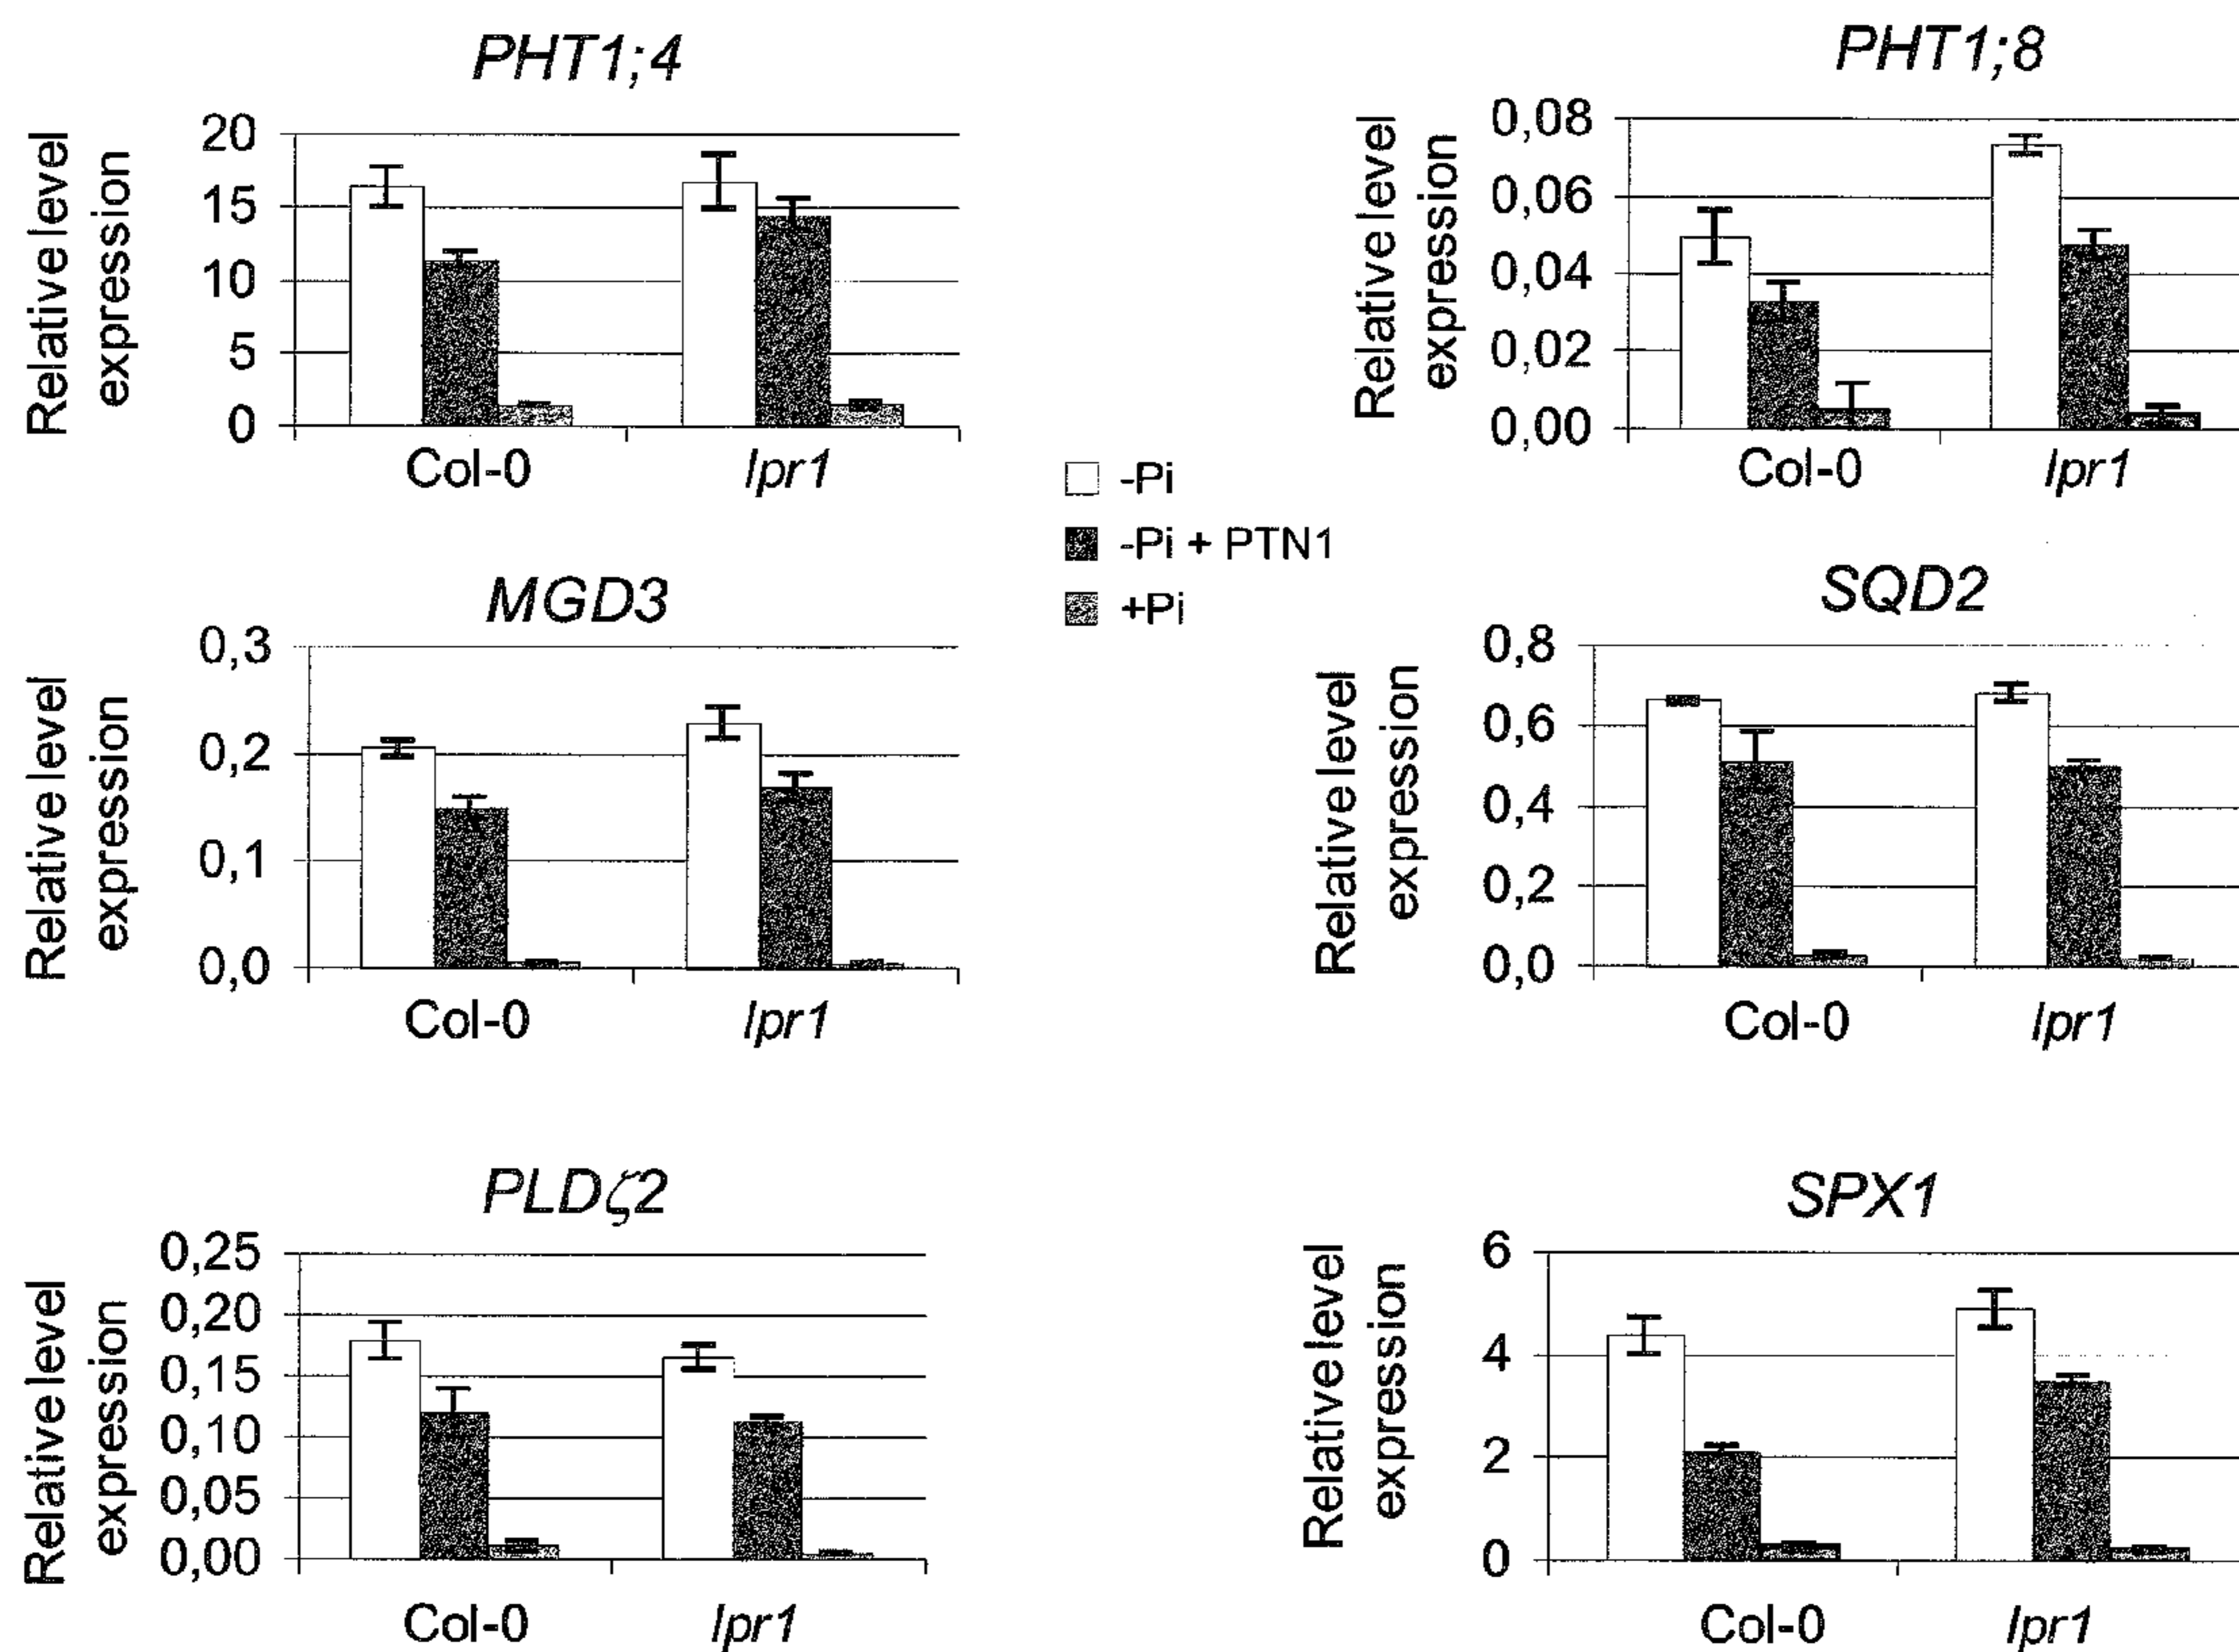 PHT1;4
Relative level
expression
20
15
10
5
0
Col-0
lpr1
PHT1;8
Relative level
expression
0,08
0,06
0,04
0,02
0,00
Col-0
lpr1
-Pi
-Pi + PTN1
+Pi
MGD3
Relative level
expression
0,3
0,2
0,1
0,0
Col-0
lpr1
SQD2
Relative level
expression
0,8
0,6
0,4
0,2
0,0
Col-0
lpr1
PLDζ2
Relative level
expression
0,25
0,20
0,15
0,10
0,05
0,00
Col-0
lpr1
SPX1
Relative level
expression
6
4
2
0
Col-0
lpr1